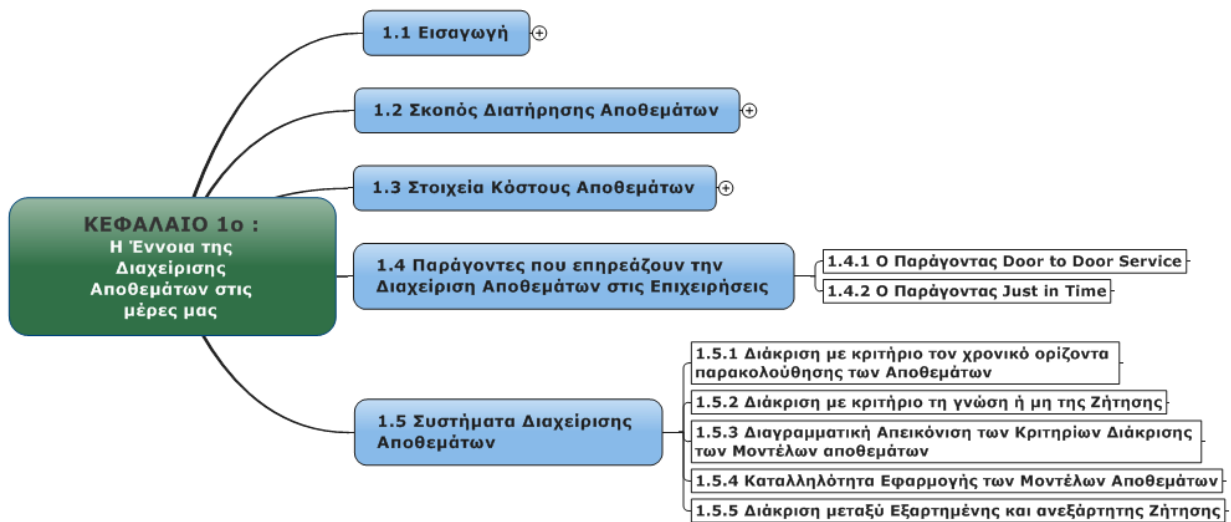 1.1 Εισαγωγή
1.2 Σκοπός Διατήρησης Αποθεμάτων
1.3 Στοιχεία Κόστους Αποθεμάτων
ΚΕΦΑΛΑΙΟ 1ο :
Η Έννοια της
Διαχείρισης
Αποθεμάτων στις
μέρες μας
1.4 Παράγοντες που επηρεάζουν την
Διαχείριση Αποθεμάτων στις Επιχειρήσεις
1.4.1 Ο Παράγοντας Door to Door Service
1.4.2 Ο Παράγοντας Just in Time
1.5 Συστήματα Διαχείρισης
Αποθεμάτων
1.5.1 Διάκριση με κριτήριο τον χρονικό ορίζοντα
παρακολούθησης των Αποθεμάτων
1.5.2 Διάκριση με κριτήριο τη γνώση ή μη της Ζήτησης
1.5.3 Διαγραμματική Απεικόνιση των Κριτηρίων Διάκρισης
των Μοντέλων αποθεμάτων
1.5.4 Καταλληλότητα Εφαρμογής των Μοντέλων Αποθεμάτων
1.5.5 Διάκριση μεταξύ Εξαρτημένης και ανεξάρτητης Ζήτησης